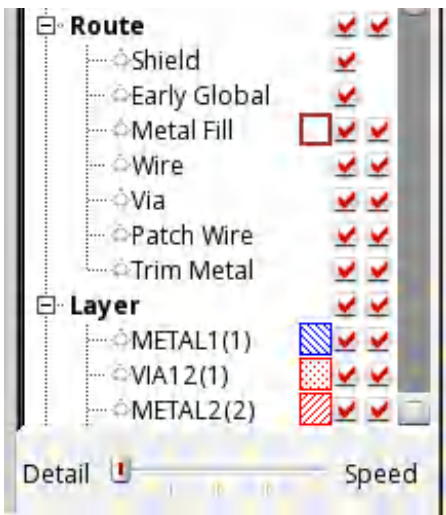 Route
Shield
Early Global
Metal Fill
Wire
Via
Patch Wire
Trim Metal
Layer
METAL1(1)
VIA12(1)
METAL2(2)
Detail Speed